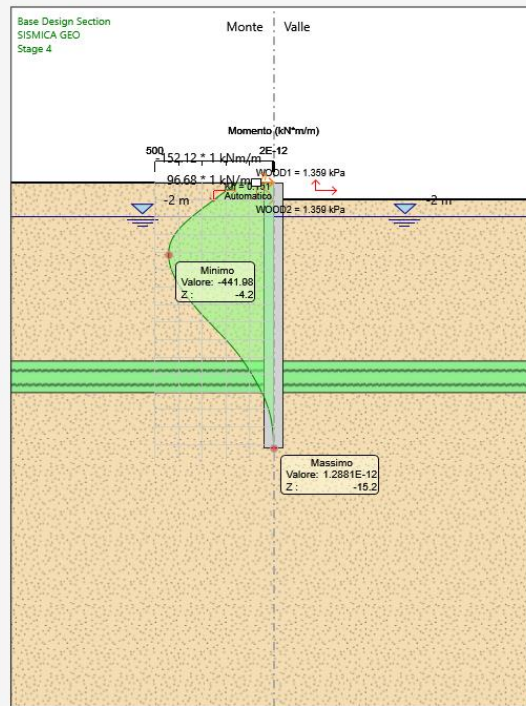 Base Design Section
SISMICA GEO
Stage 4
Monte Valle
Momento (kN*m/m)
500 2E-12
-152.12 * 1 kNm/m
WOOD1 = 1.359 kPa
96.68 * 1 kN/m
Automatico
-2 m
-2 m
WOOD2 = 1.359 kPa
Minimo
Valore: -441.98
Z : -4.2
Massimo
Valore: 1.2881E-12
Z : -15.2